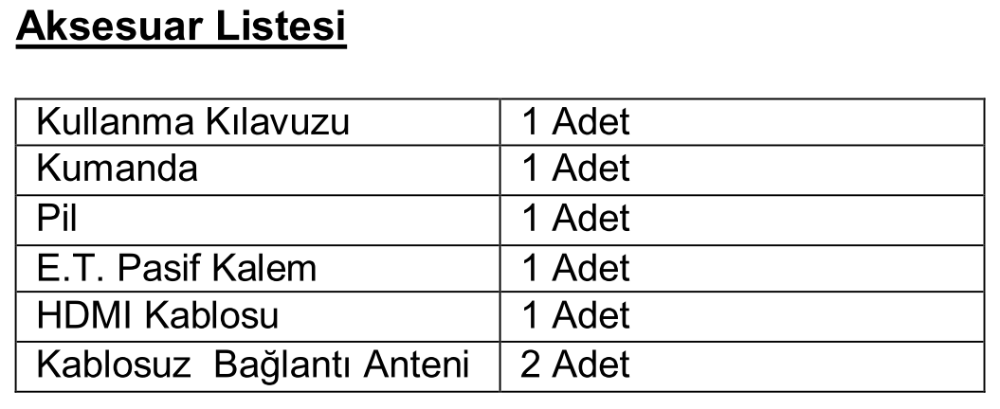 Aksesuar Listesi
Kullanma Kılavuzu 1 Adet
Kumanda 1 Adet
Pil 1 Adet
E.T. Pasif Kalem 1 Adet
HDMI Kablosu 1 Adet
Kablosuz Bağlantı Anteni 2 Adet